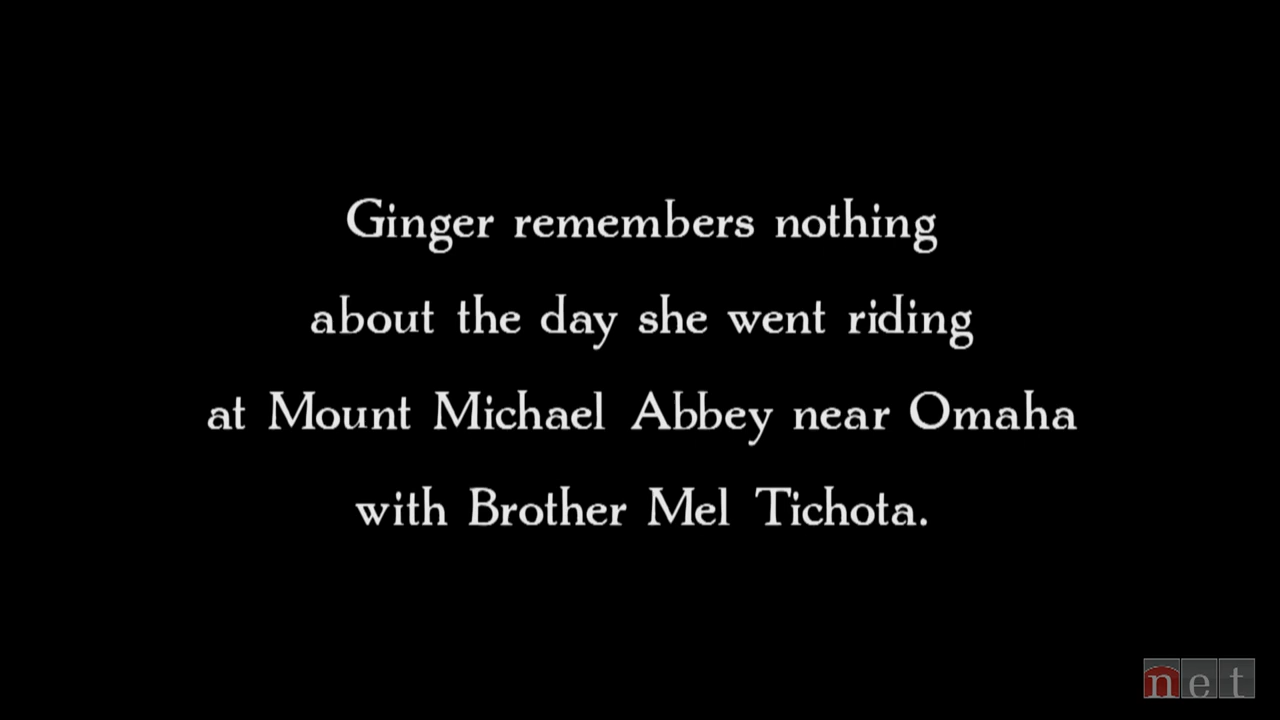 Ginger remembers nothing
about the day she went riding
at Mount Michael Abbey near Omaha
with Brother Mel Tichota.
net